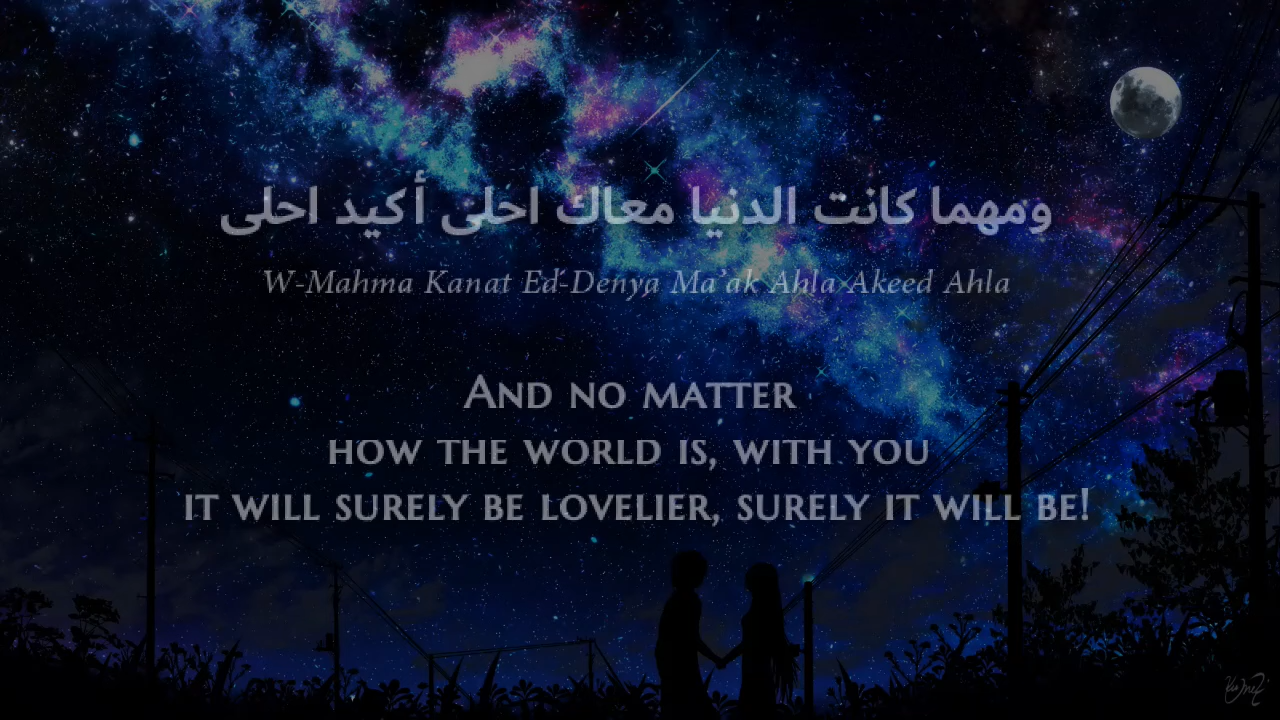 ومهما كانت الدنيا معاك احلى أكيد احلى
W-Mahma Kanat Ed-Denya Ma'ak Ahla Akeed Ahla
And no matter
how the world is, with you
it will surely be lovelier, surely it will be!